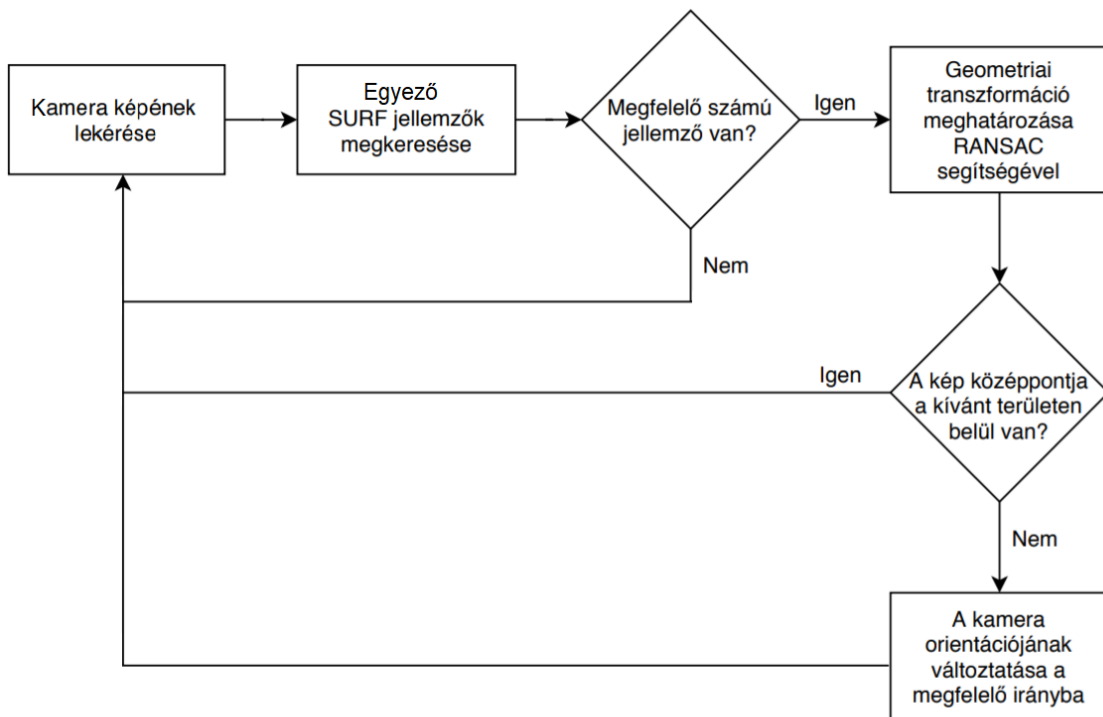 Kamera képének
lekérése
Egyező
SURF jellemzők
megkeresése
Megfelelő számú
jellemző van?
Igen
Geometriai
transzformáció
meghatározása
RANSAC
segítségével
Nem
Igen
A kép középpontja
a kívánt területen
belül van?
Nem
A kamera
orientációjának
változtatása a
megfelelő irányba